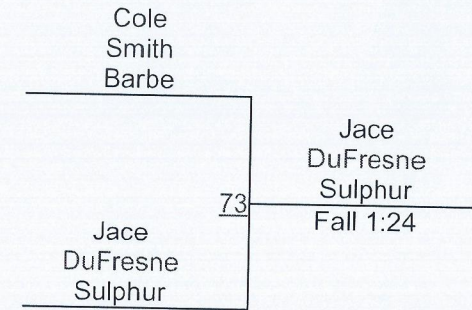 Cole
Smith
Barbe
Jace
DuFresne
Sulphur
73
Fall 1:24
Jace
DuFresne
Sulphur